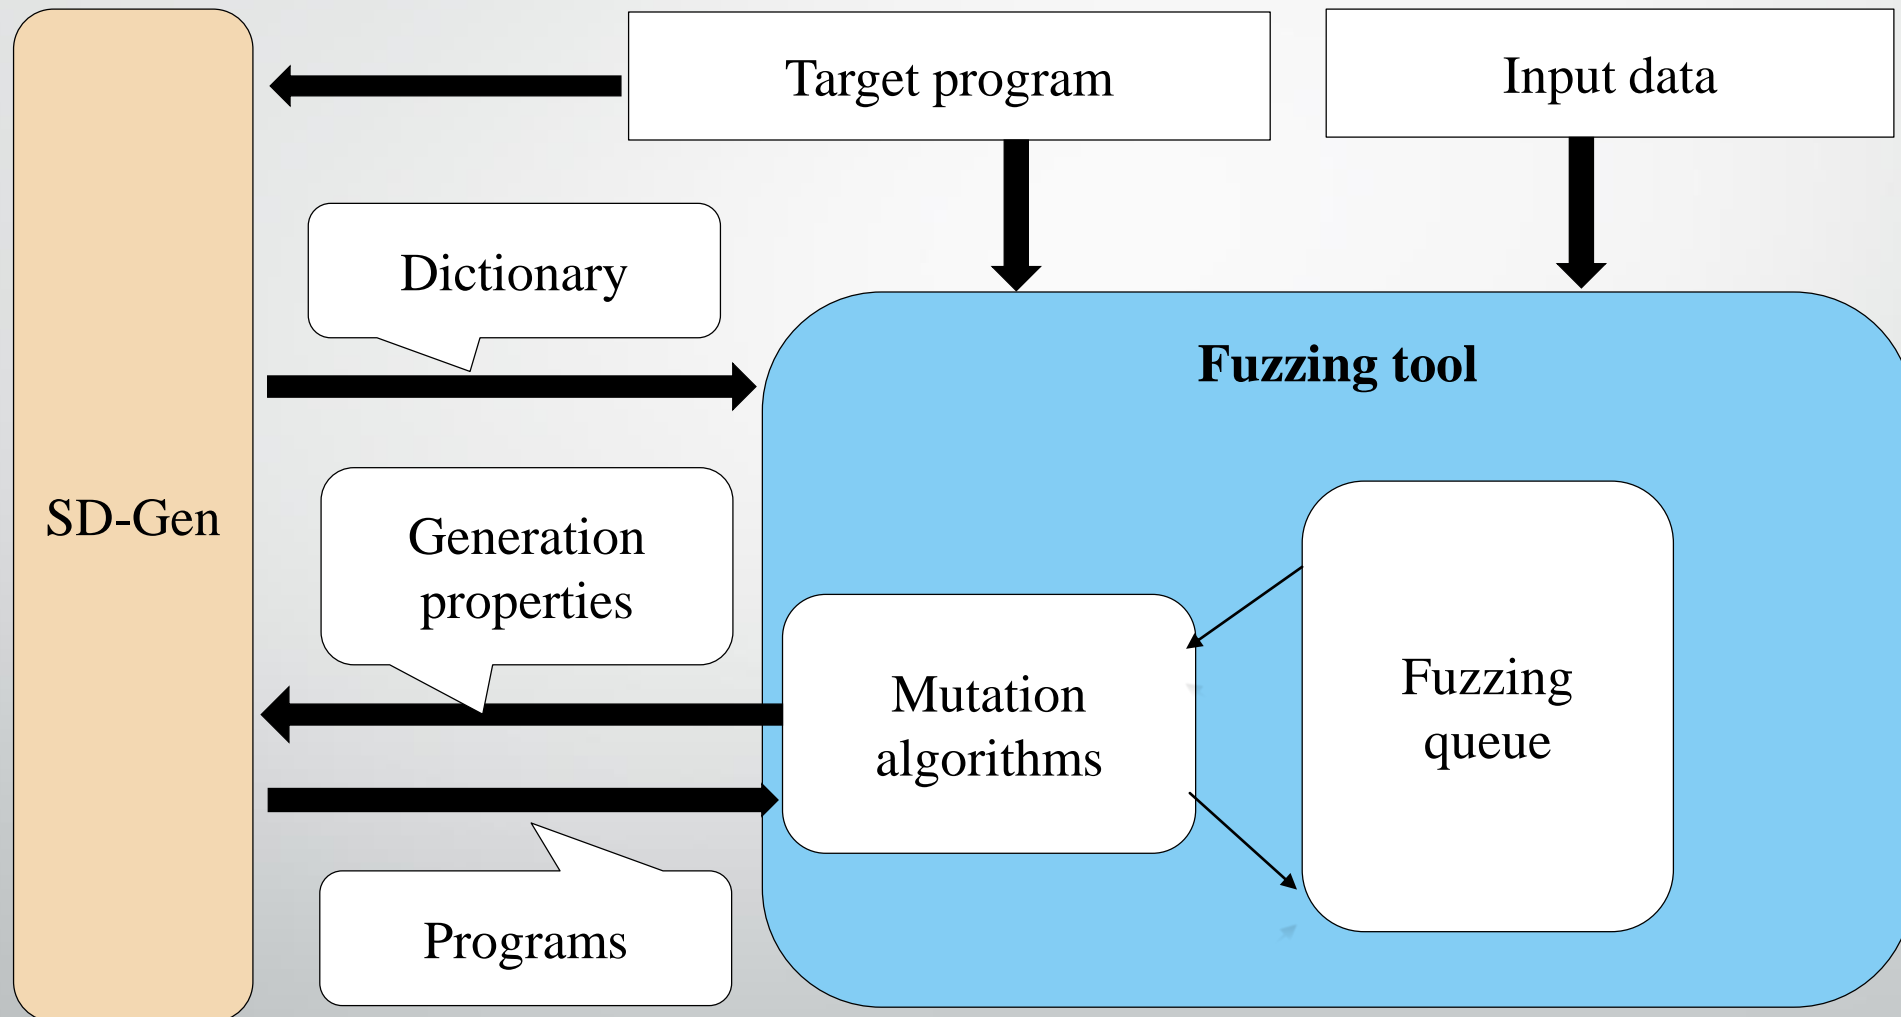 Target program
Input data
Dictionary
Fuzzing tool
SD-Gen
Generation
properties
Mutation
algorithms
Fuzzing
queue
Programs